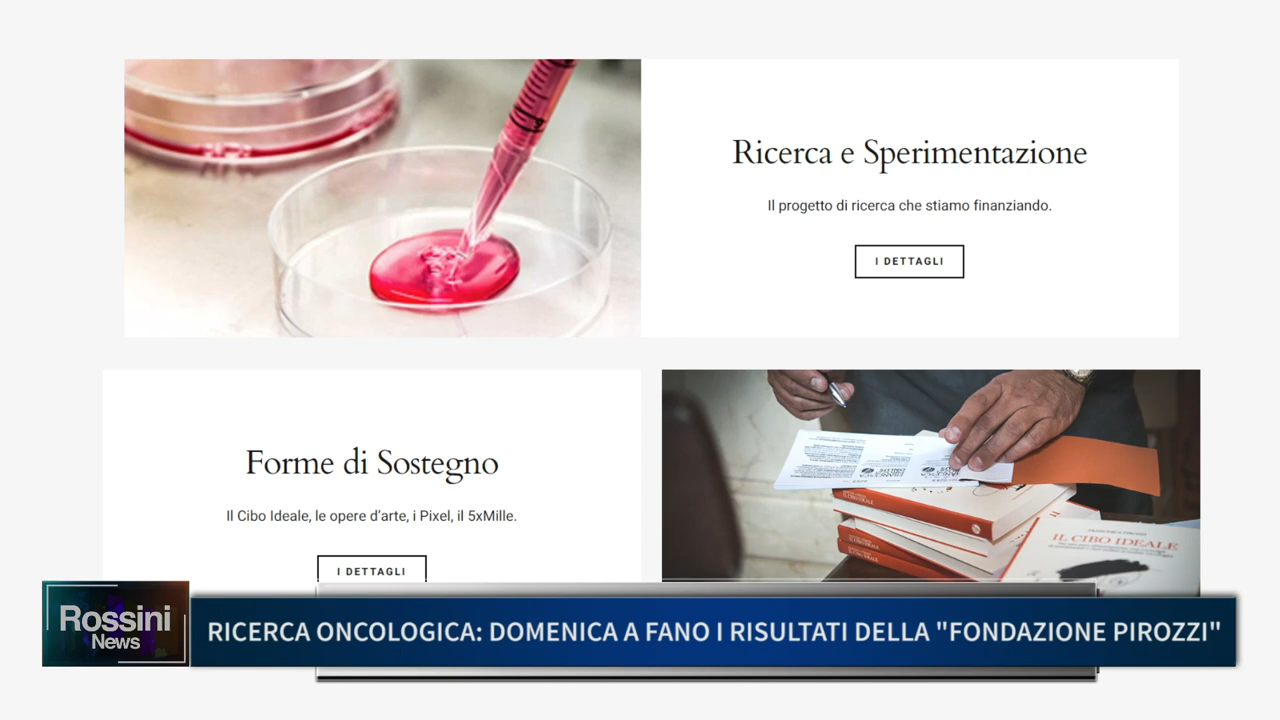 Ricerca e Sperimentazione
Il progetto di ricerca che stiamo finanziando.
I DETTAGLI
Forme di Sostegno
Il Cibo Ideale, le opere d'arte, i Pixel, il 5xMille.
I DETTAGLI
IL CIBO IDEALE
Rossini
News
RICERCA ONCOLOGICA: DOMENICA A FANO I RISULTATI DELLA "FONDAZIONE PIROZZI"